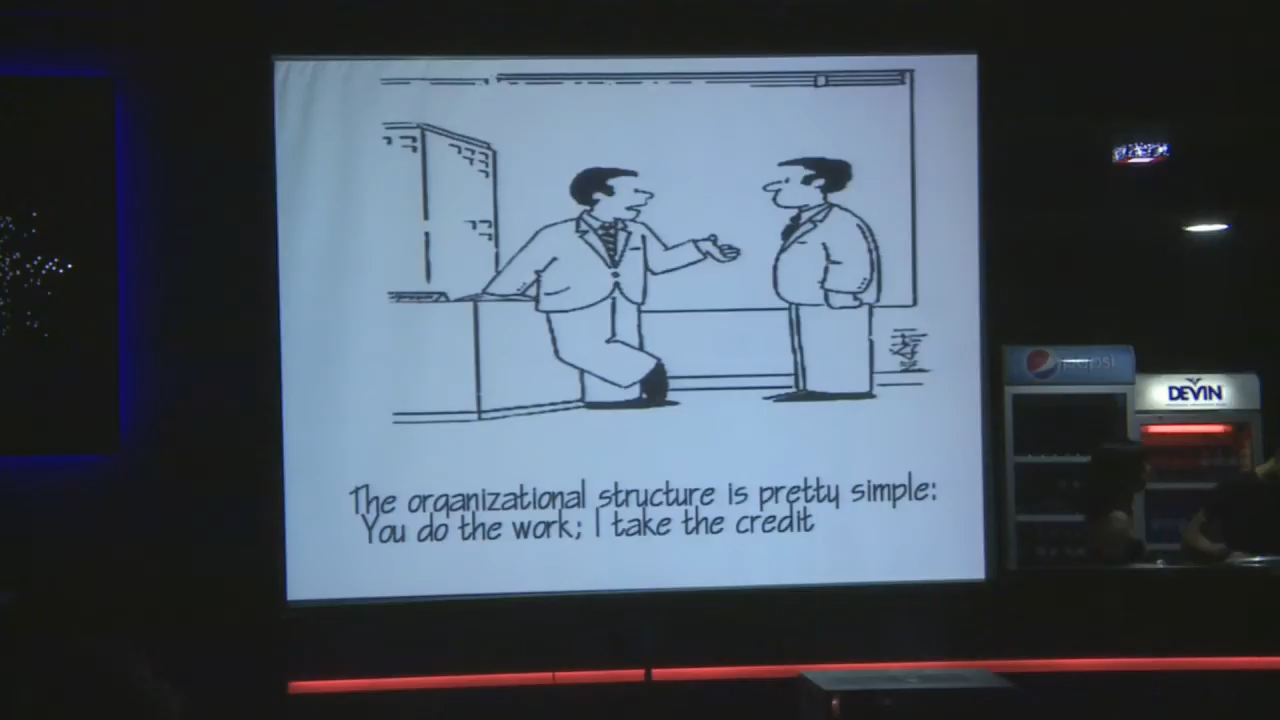 The organizational structure is pretty simple:
You do the work; I take the credit
pepsi
DEVIN